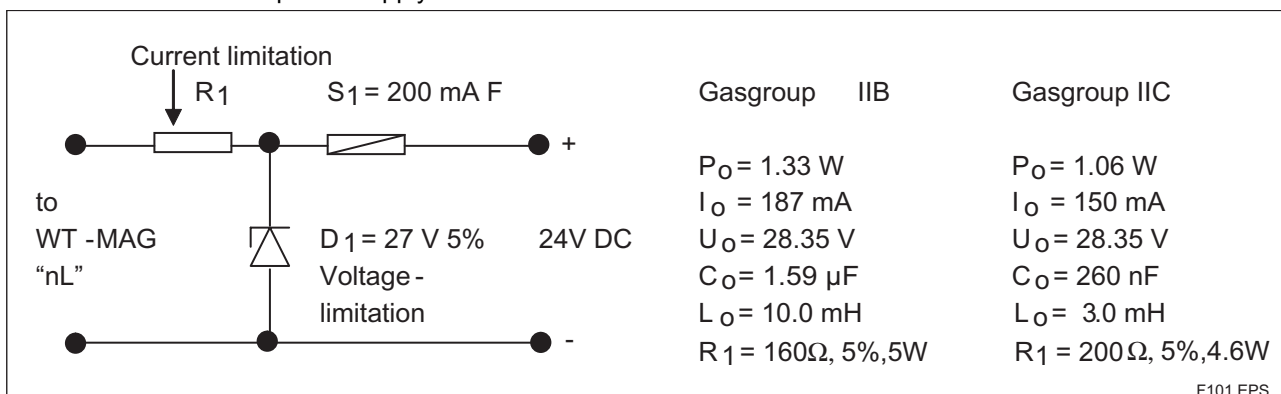 Current limitation
R1
S1 = 200 mA F
+
to
WT -MAG
“nL”
D1 = 27 V 5%
Voltage -
limitation
24V DC
-
Gasgroup IIB
Po = 1.33 W
Io = 187 mA
Uo = 28.35 V
Co = 1.59 µF
Lo = 10.0 mH
R1 = 160Ω, 5%,5W
Gasgroup IIC
Po = 1.06 W
Io = 150 mA
Uo = 28.35 V
Co = 260 nF
Lo = 3.0 mH
R1 = 200 Ω, 5%,4.6W
F101.EPS